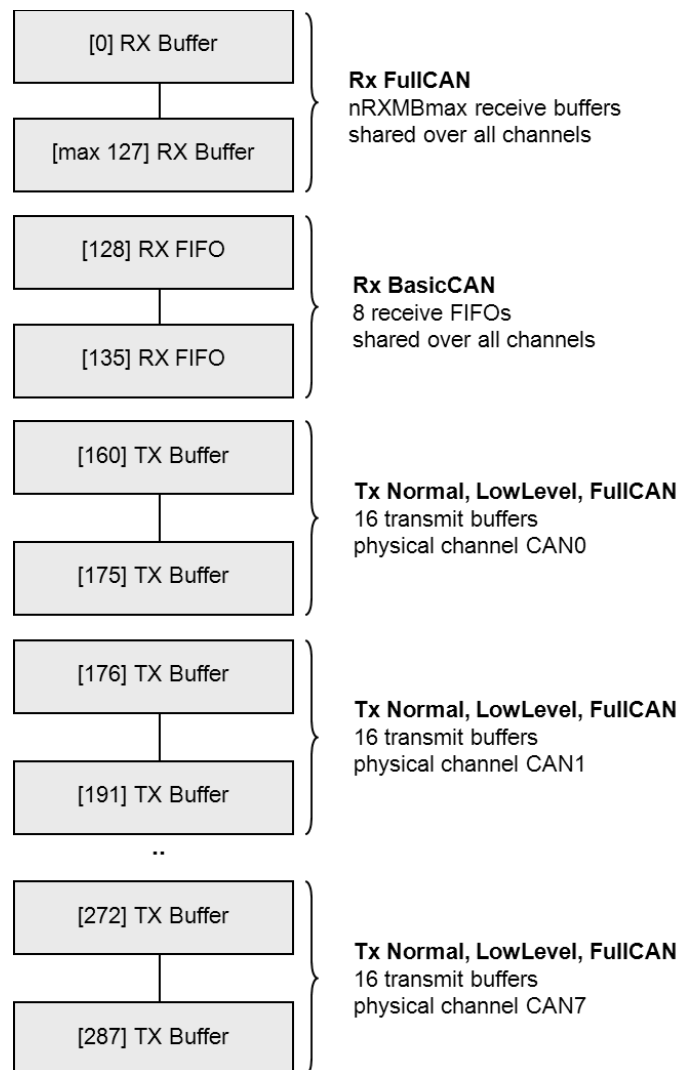 [0] RX Buffer
[max 127] RX Buffer
Rx FullCAN
nRXMBmax receive buffers
shared over all channels
[128] RX FIFO
[135] RX FIFO
Rx BasicCAN
8 receive FIFOs
shared over all channels
[160] TX Buffer
[175] TX Buffer
Tx Normal, LowLevel, FullCAN
16 transmit buffers
physical channel CAN0
[176] TX Buffer
[191] TX Buffer
Tx Normal, LowLevel, FullCAN
16 transmit buffers
physical channel CAN1
..
[272] TX Buffer
[287] TX Buffer
Tx Normal, LowLevel, FullCAN
16 transmit buffers
physical channel CAN7